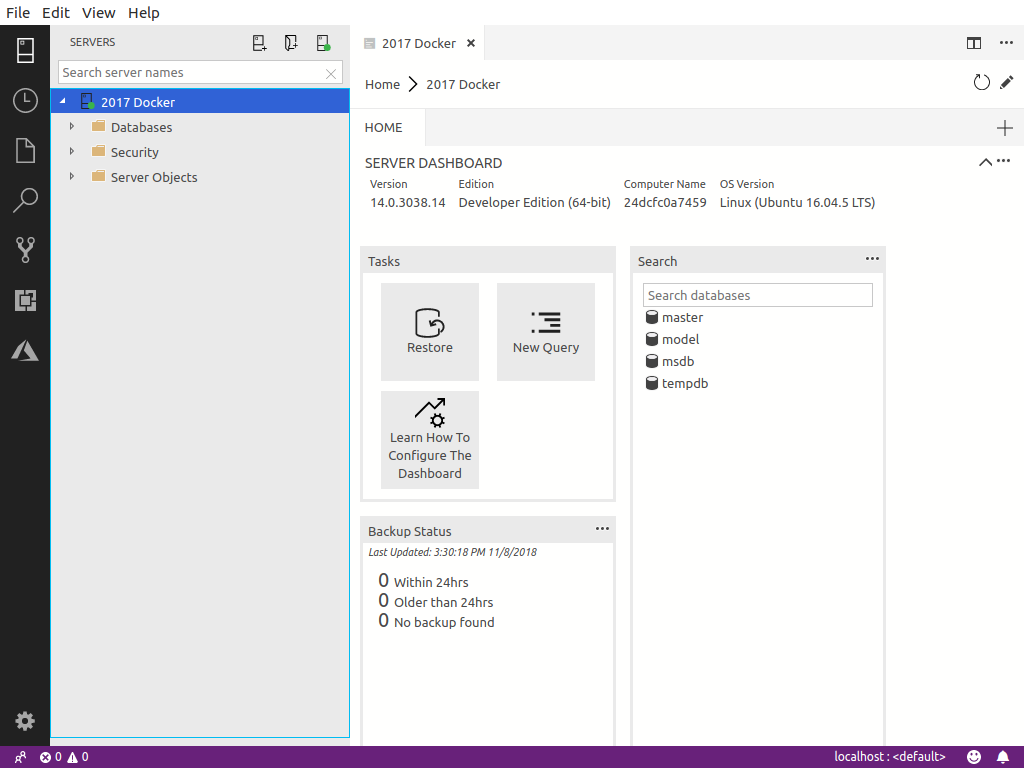 File Edit View Help
SERVERS
Search server names
2017 Docker
Databases
Security
Server Objects
2017 Docker
Home 2017 Docker
HOME
SERVER DASHBOARD
Version Edition Computer Name OS Version
14.0.3038.14 Developer Edition (64-bit) 24dcfc0a7459 Linux (Ubuntu 16.04.5 LTS)
Tasks
Restore
New Query
Learn How To
Configure The
Dashboard
Search
Search databases
master
model
msdb
tempdb
Backup Status
Last Updated: 3:30:18 PM 11/8/2018
0 Within 24hrs
0 Older than 24hrs
0 No backup found
0 0 localhost : <default>